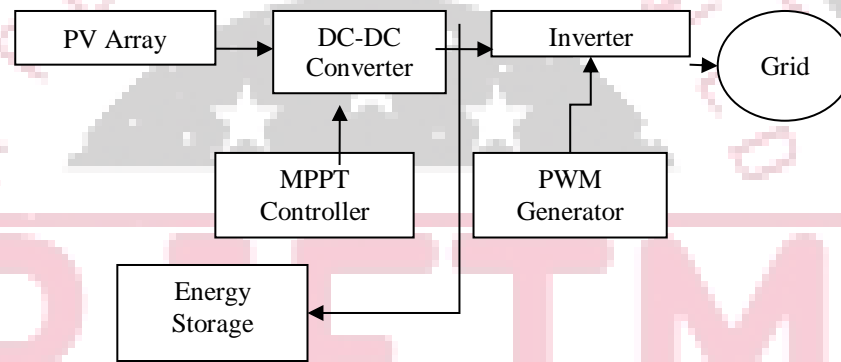 PV Array
DC-DC
Converter
Inverter
Grid
MPPT
Controller
PWM
Generator
Energy
Storage